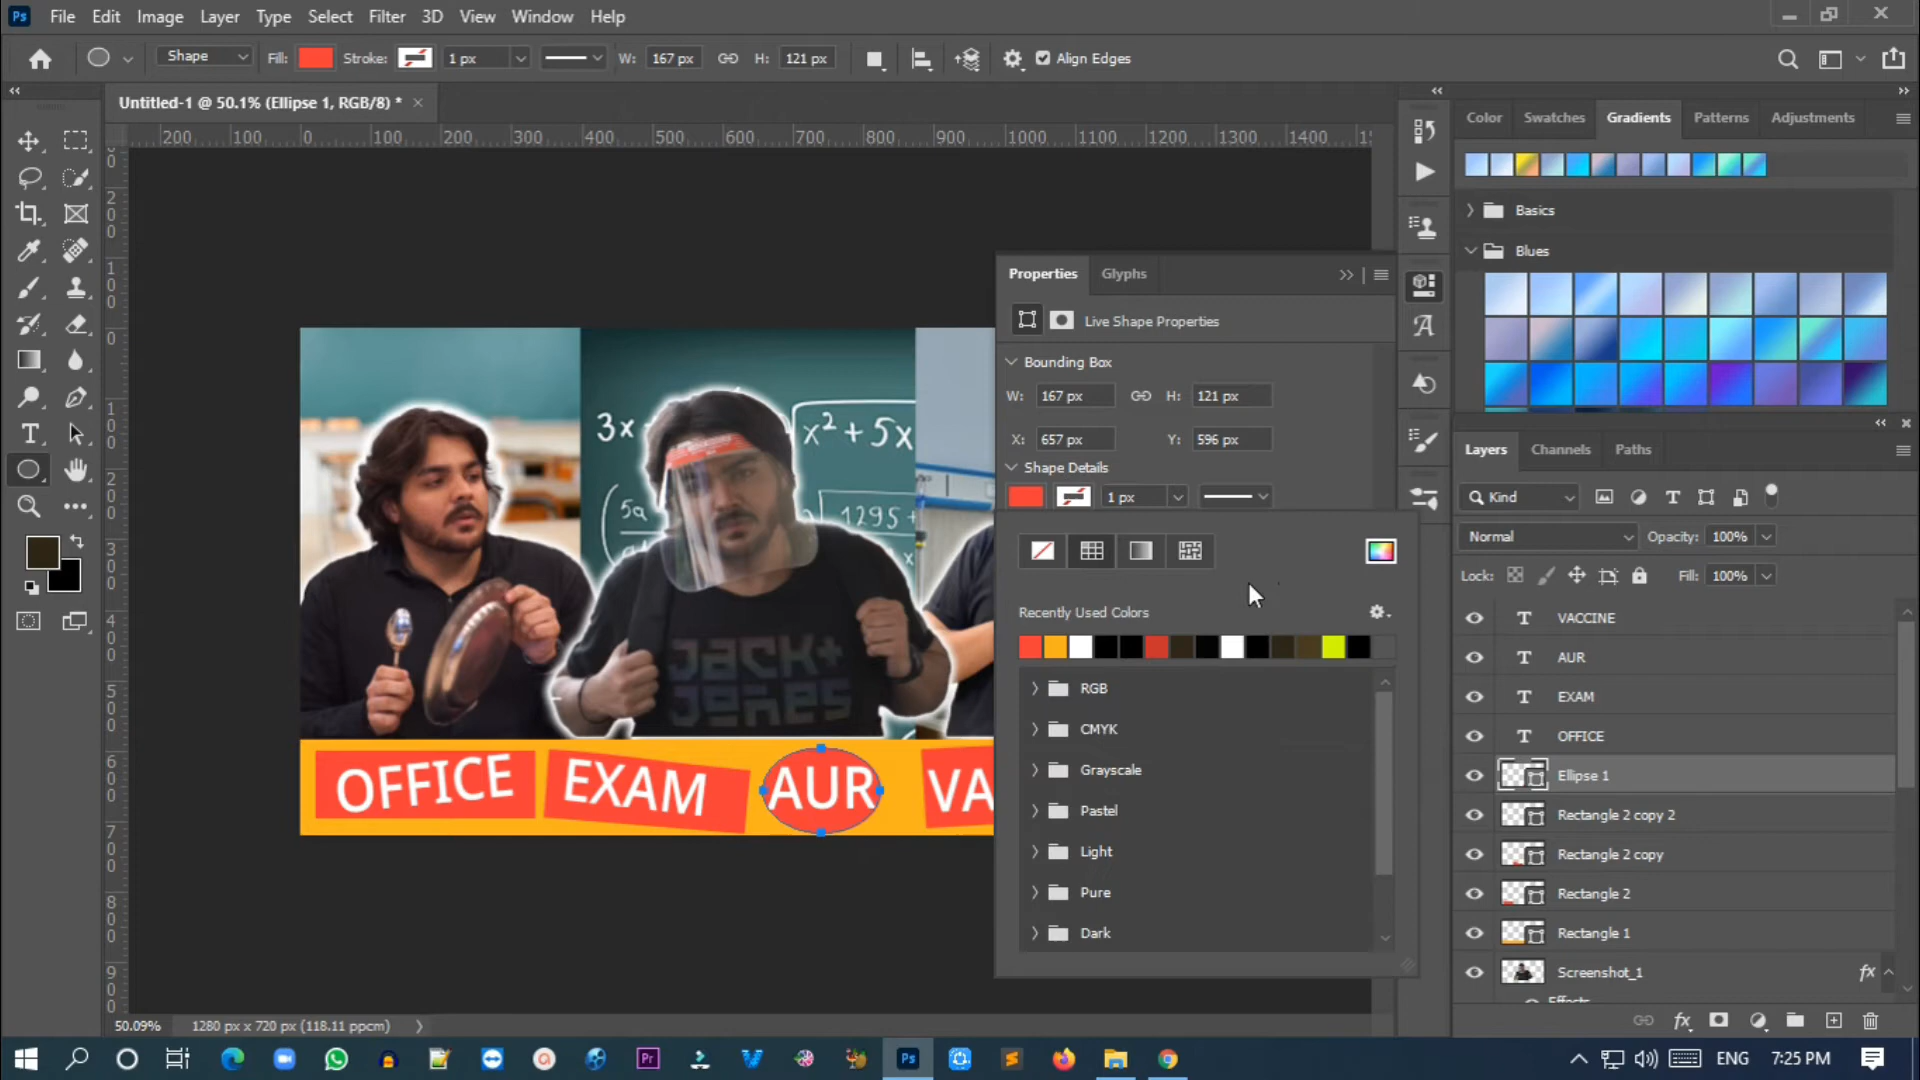 Ps File Edit Image Layer Type Select Filter 3D View Window Help
Shape Fill: Stroke: 1 px W: 167 px H: 121 px Align Edges
Untitled-1 @ 50.1% (Ellipse 1, RGB/8) *
200 100 0 100 200 300 400 500 600 700 800 900 1000 1100 1200 1300 1400
Color Swatches Gradients Patterns Adjustments
Basics
Blues
Properties Glyphs
Live Shape Properties
Bounding Box
W: 167 px H: 121 px
X: 657 px Y: 596 px
Shape Details
1 px
Recently Used Colors
RGB
CMYK
Grayscale
Pastel
Light
Pure
Dark
3x x² + 5x
5a 1295 +
JACK+
JONES
OFFICE EXAM AUR VA
Layers Channels Paths
Kind
Normal Opacity: 100%
Lock: Fill: 100%
VACCINE
AUR
EXAM
OFFICE
Ellipse 1
Rectangle 2 copy 2
Rectangle 2 copy
Rectangle 2
Rectangle 1
Screenshot_1 fx
Effects
50.09% 1280 px x 720 px (118.11 ppcm)
ENG 7:25 PM